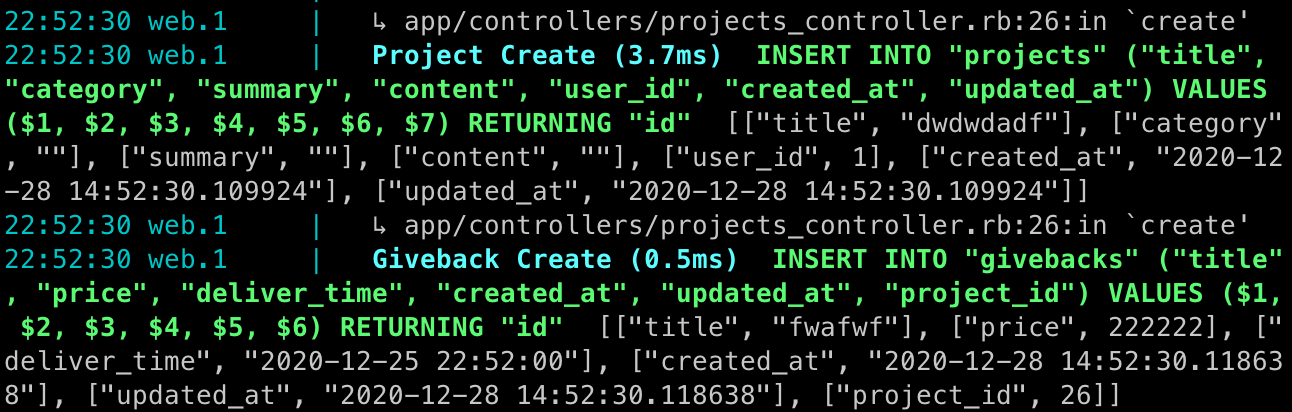 22:52:30 web.1     |   ↳ app/controllers/projects_controller.rb:26:in `create'
22:52:30 web.1     |   Project Create (3.7ms)  INSERT INTO "projects" ("title",
"category", "summary", "content", "user_id", "created_at", "updated_at") VALUES
($1, $2, $3, $4, $5, $6, $7) RETURNING "id"  [["title", "dwdwdadf"], ["category"
, ""], ["summary", ""], ["content", ""], ["user_id", 1], ["created_at", "2020-12
-28 14:52:30.109924"], ["updated_at", "2020-12-28 14:52:30.109924"]]
22:52:30 web.1     |   ↳ app/controllers/projects_controller.rb:26:in `create'
22:52:30 web.1     |   Giveback Create (0.5ms)  INSERT INTO "givebacks" ("title"
, "price", "deliver_time", "created_at", "updated_at", "project_id") VALUES ($1,
 $2, $3, $4, $5, $6) RETURNING "id"  [["title", "fwafwf"], ["price", 222222], ["
deliver_time", "2020-12-25 22:52:00"], ["created_at", "2020-12-28 14:52:30.11863
8"], ["updated_at", "2020-12-28 14:52:30.118638"], ["project_id", 26]]